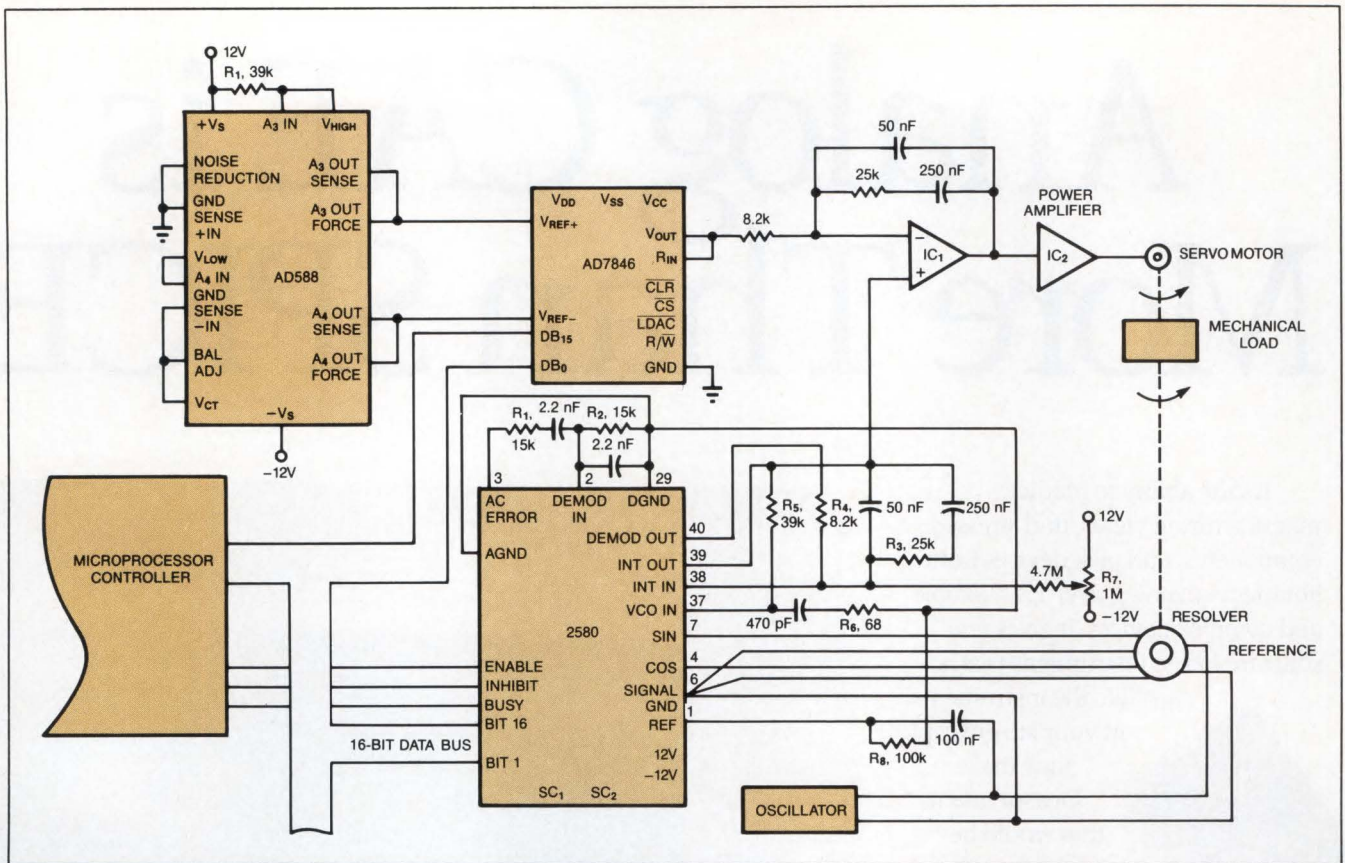 12V
R1, 39k
+VS A3 IN VHIGH
NOISE
REDUCTION
GND
SENSE
+IN
VLOW
A4 IN
GND
SENSE
-IN
BAL
ADJ
VCT
AD588
A3 OUT
SENSE
A3 OUT
FORCE
A4 OUT
SENSE
A4 OUT
FORCE
-VS
-12V
VDD VSS VCC
VREF+
AD7846
VREF-
DB15
DB0
VOUT
RIN
CLR
CS
LDAC
R/W
GND
8.2k
50 nF
25k
250 nF
-
IC1
+
POWER
AMPLIFIER
IC2
SERVO MOTOR
MECHANICAL
LOAD
MICROPROCESSOR
CONTROLLER
16-BIT DATA BUS
R1,
15k
2.2 nF
R2, 15k
2.2 nF
3 2 29
AC
ERROR
DEMOD
IN
DGND
AGND
DEMOD OUT
INT OUT
INT IN
VCO IN
SIN
COS
SIGNAL
GND
REF
12V
-12V
2580
ENABLE
INHIBIT
BUSY
BIT 16
BIT 1
SC1 SC2
40
39
38
37
7
4
6
1
R5,
39k
R4,
8.2k
50 nF
250 nF
R3, 25k
470 pF
R6, 68
4.7M
12V
R7,
1M
-12V
RESOLVER
REFERENCE
100 nF
R8, 100k
OSCILLATOR